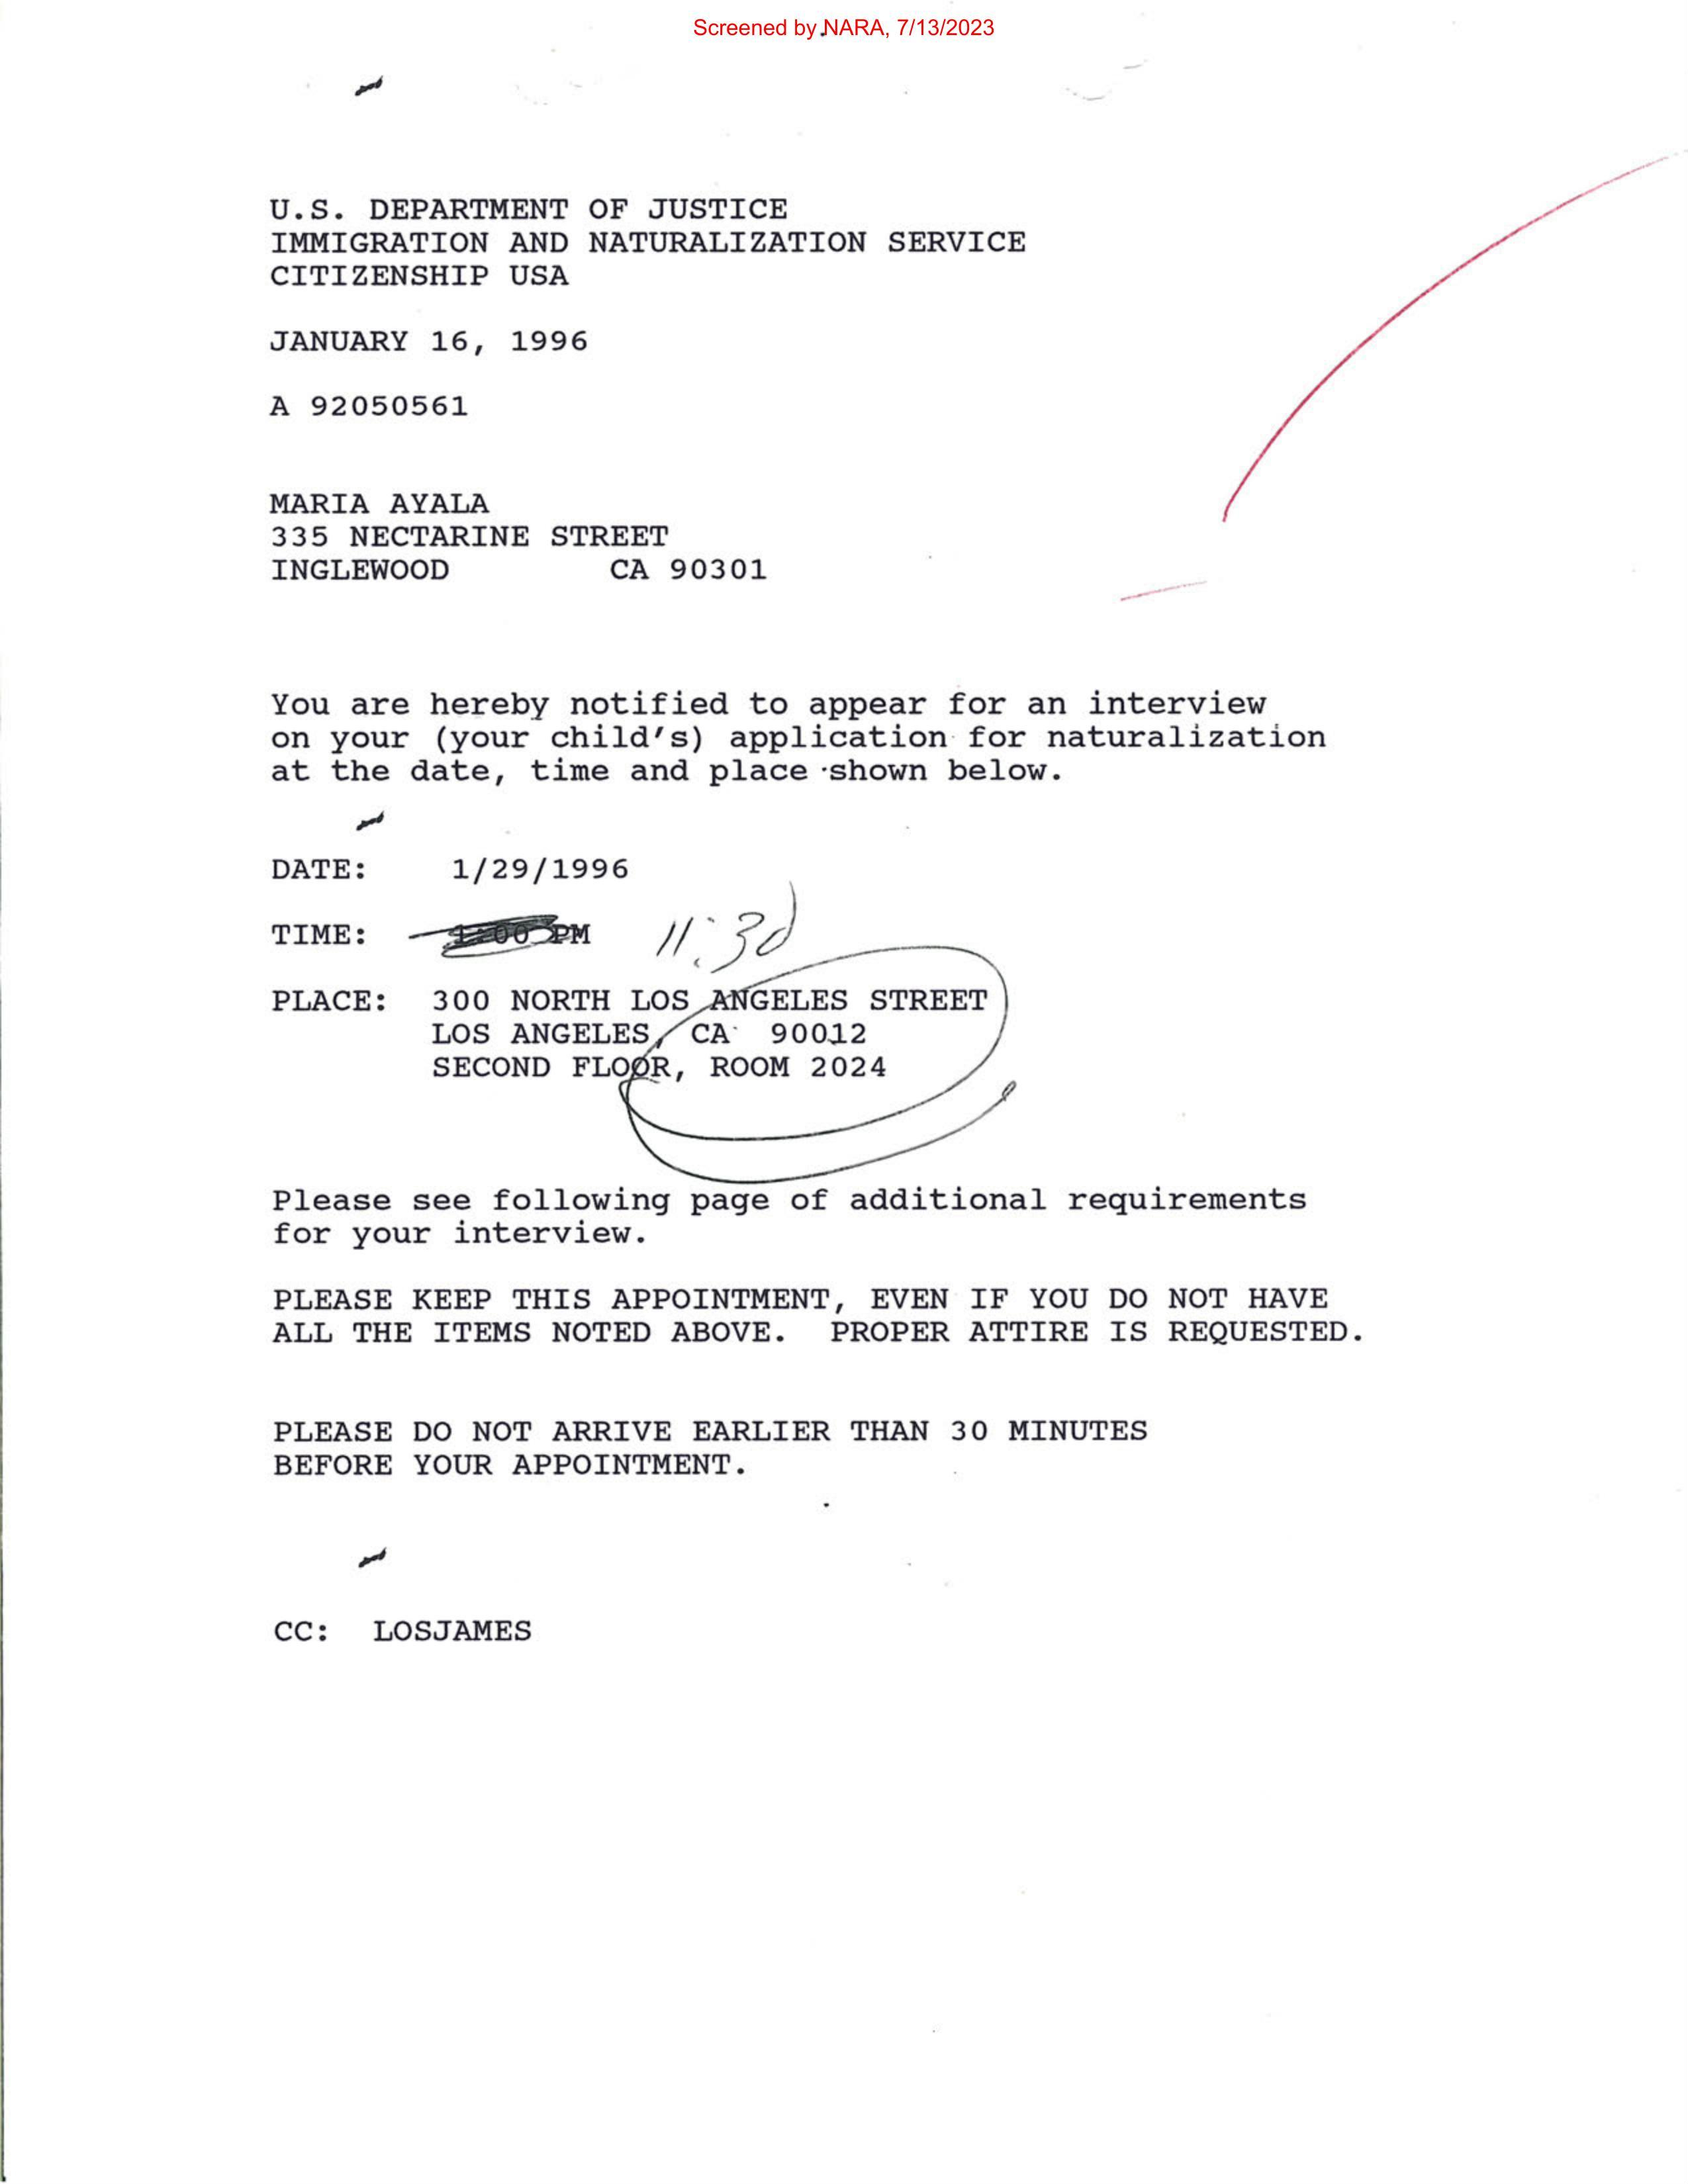 Screened by NARA, 7/13/2023
U.S. DEPARTMENT OF JUSTICE
IMMIGRATION AND NATURALIZATION SERVICE
CITIZENSHIP USA
JANUARY 16, 1996
A 92050561
MARIA AYALA
335 NECTARINE STREET
INGLEWOOD CA 90301
You are hereby notified to appear for an interview
on your (your child's) application for naturalization
at the date, time and place shown below.
DATE: 1/29/1996
TIME: 1:00 PM 11:30
PLACE: 300 NORTH LOS ANGELES STREET
LOS ANGELES, CA 90012
SECOND FLOOR, ROOM 2024
Please see following page of additional requirements
for your interview.
PLEASE KEEP THIS APPOINTMENT, EVEN IF YOU DO NOT HAVE
ALL THE ITEMS NOTED ABOVE. PROPER ATTIRE IS REQUESTED.
PLEASE DO NOT ARRIVE EARLIER THAN 30 MINUTES
BEFORE YOUR APPOINTMENT.
CC: LOSJAMES